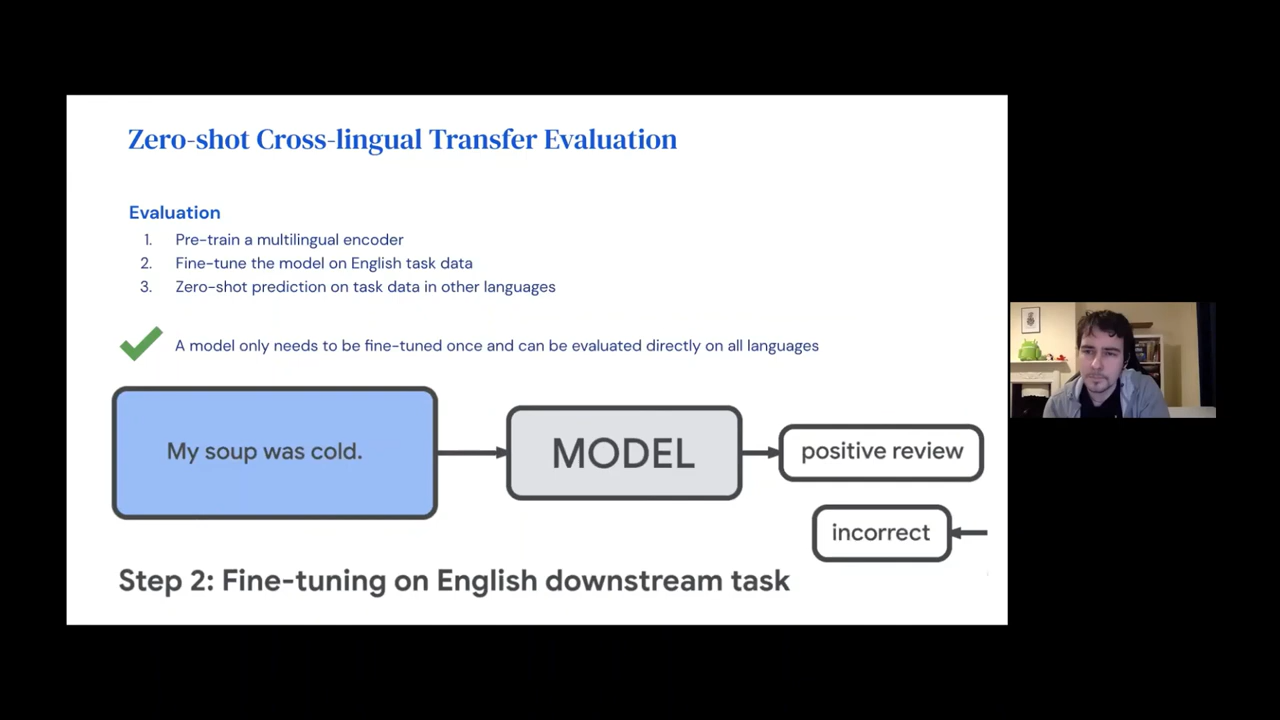 Zero-shot Cross-lingual Transfer Evaluation
Evaluation
1. Pre-train a multilingual encoder
2. Fine-tune the model on English task data
3. Zero-shot prediction on task data in other languages
A model only needs to be fine-tuned once and can be evaluated directly on all languages
My soup was cold.
MODEL
positive review
incorrect
Step 2: Fine-tuning on English downstream task